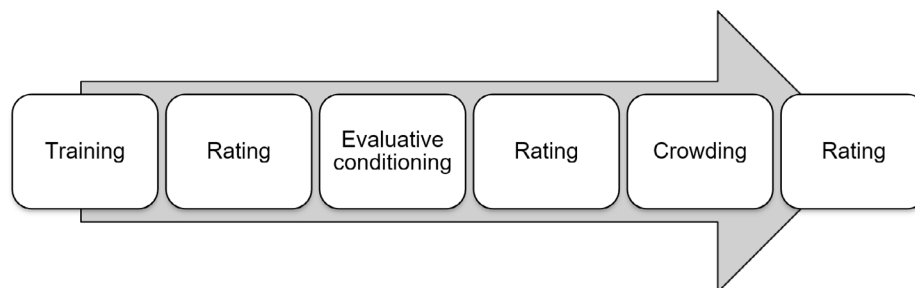 Training
Rating
Evaluative
conditioning
Rating
Crowding
Rating